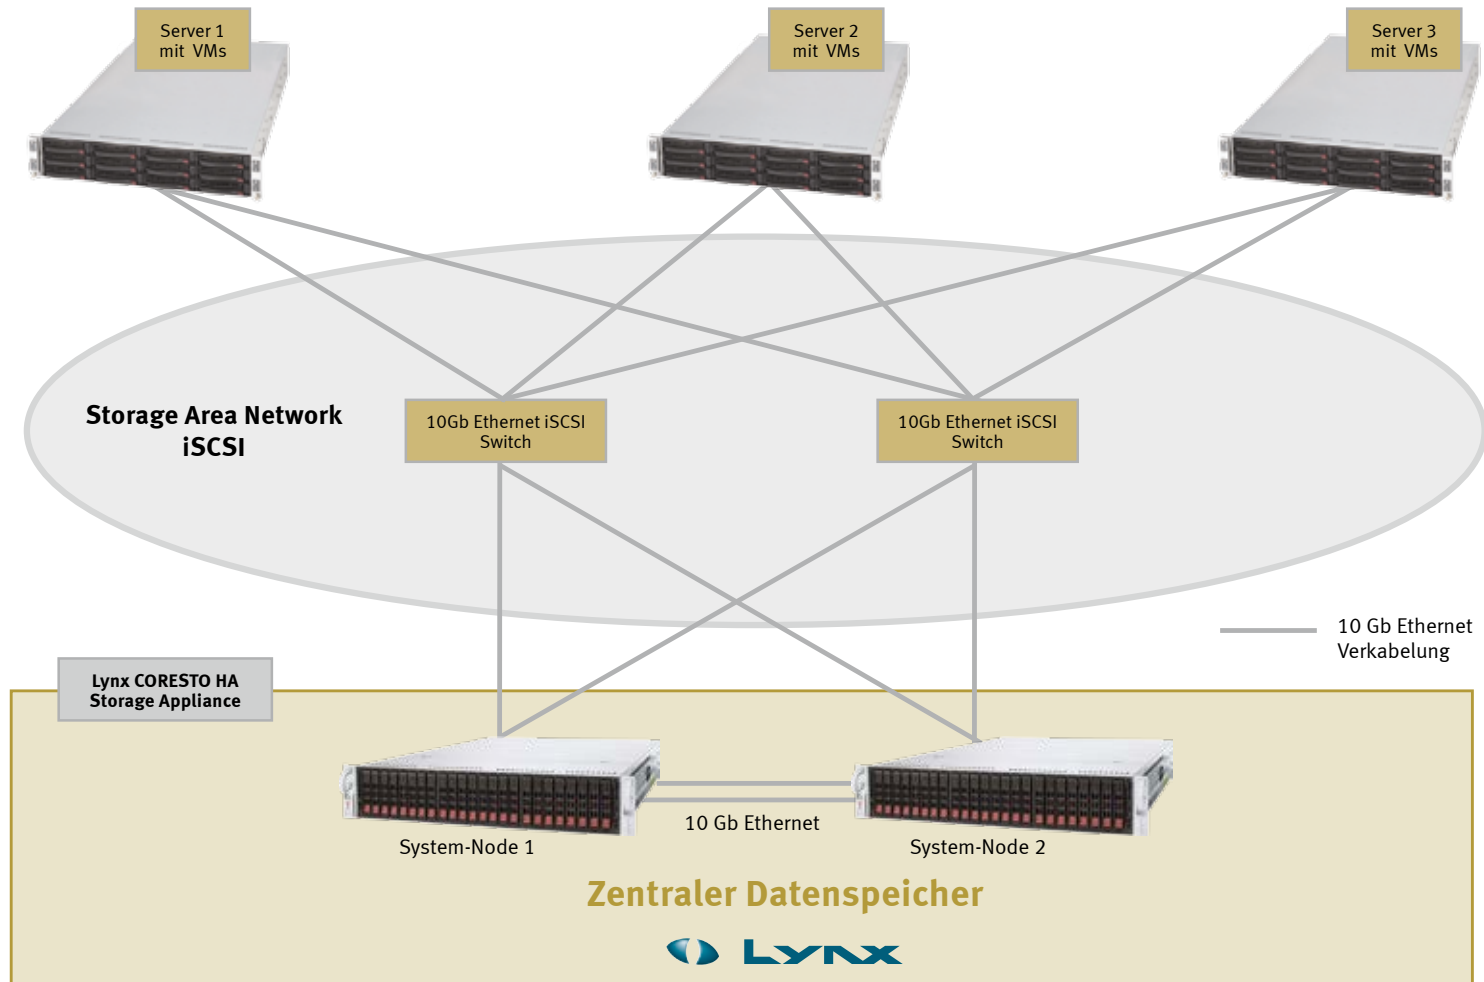 Server 1
mit VMs
Server 2
mit VMs
Server 3
mit VMs
Storage Area Network
iSCSI
10Gb Ethernet iSCSI
Switch
10Gb Ethernet iSCSI
Switch
10 Gb Ethernet
Verkabelung
Lynx CORESTO HA
Storage Appliance
10 Gb Ethernet
System-Node 1
System-Node 2
Zentraler Datenspeicher
LYNX